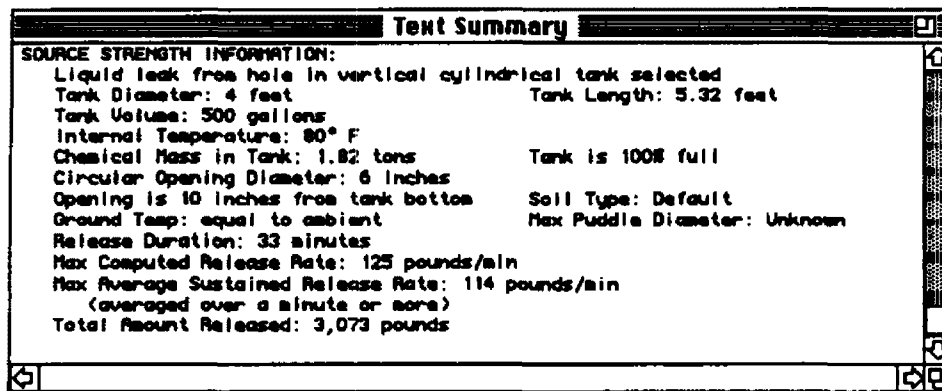 Text Summary
SOURCE STRENGTH INFORMATION:
Liquid leak from hole in vertical cylindrical tank selected
Tank Diameter: 4 feet Tank Length: 5.32 feet
Tank Volume: 500 gallons
Internal Temperature: 80° F
Chemical Mass in Tank: 1.82 tons Tank is 100% full
Circular Opening Diameter: 6 inches
Opening is 10 inches from tank bottom Soil Type: Default
Ground Temp: equal to ambient Max Puddle Diameter: Unknown
Release Duration: 33 minutes
Max Computed Release Rate: 125 pounds/min
Max Average Sustained Release Rate: 114 pounds/min
(averaged over a minute or more)
Total Amount Released: 3,073 pounds